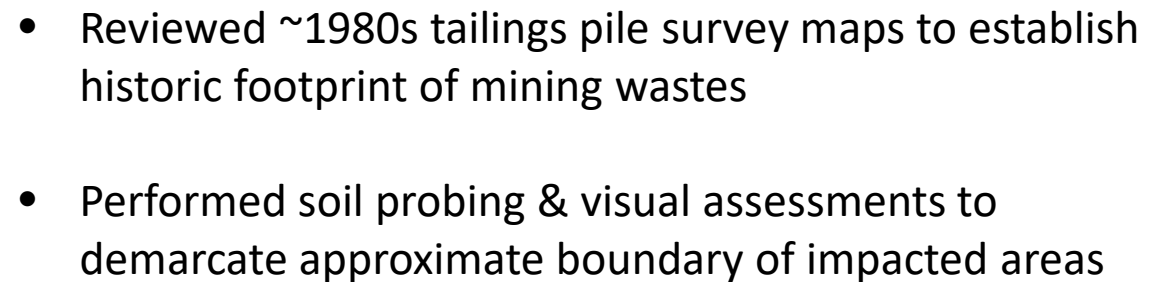 • Reviewed ~1980s tailings pile survey maps to establish
historic footprint of mining wastes
• Performed soil probing & visual assessments to
demarcate approximate boundary of impacted areas